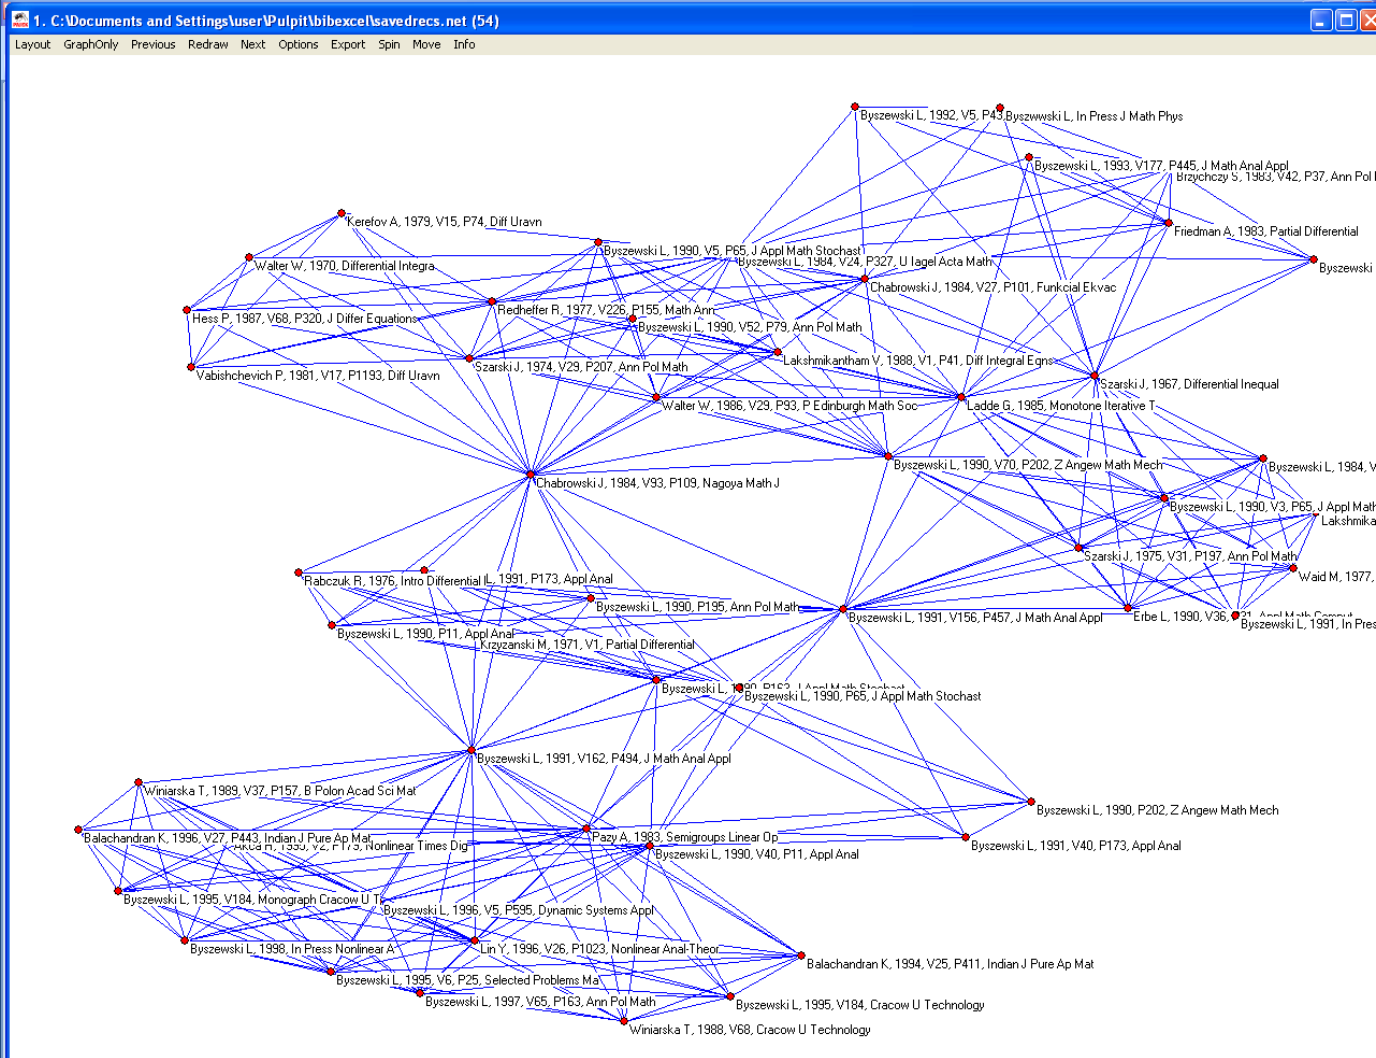 1. C:\Documents and Settings\user\Pulpit\bibexcel\savedrecs.net (54)
Layout GraphOnly Previous Redraw Next Options Export Spin Move Info
Byszewski L, 1992, V5, P43
Byszwwski L, In Press J Math Phys
Byszewski L, 1993, V177, P445, J Math Anal Appl
Brzychczy S, 1983, V42, P37, Ann Pol
Kerefov A, 1979, V15, P74, Diff Uravn
Friedman A, 1983, Partial Differential
Byszewski L, 1990, V5, P65, J Appl Math Stochast
Byszewski L, 1984, V24, P327, U Iagel Acta Math
Walter W, 1970, Differential Integra
Byszewski
Chabrowski J, 1984, V27, P101, Funkcial Ekvac
Redheffer R, 1977, V226, P155, Math Ann
Hess P, 1987, V68, P320, J Differ Equations
Byszewski L, 1990, V52, P79, Ann Pol Math
Lakshmikantham V, 1988, V1, P41, Diff Integral Eqns
Szarski J, 1974, V29, P207, Ann Pol Math
Vabishchevich P, 1981, V17, P1193, Diff Uravn
Szarski J, 1967, Differential Inequal
Walter W, 1986, V29, P93, P Edinburgh Math Soc
Ladde G, 1985, Monotone Iterative T
Byszewski L, 1990, V70, P202, Z Angew Math Mech
Byszewski L, 1984, V
Chabrowski J, 1984, V93, P109, Nagoya Math J
Byszewski L, 1990, V3, P65, J Appl Math
Lakshmika
Szarski J, 1975, V31, P197, Ann Pol Math
Waid M, 1977,
Rabczuk R, 1976, Intro Differential
L, 1991, P173, Appl Anal
Byszewski L, 1990, P195, Ann Pol Math
Byszewski L, 1991, V156, P457, J Math Anal Appl
Erbe L, 1990, V36,
Byszewski L, 1991, In Pres
Byszewski L, 1990, P11, Appl Anal
Krzyzanski M, 1971, V1, Partial Differential
Byszewski L, 1990, P163, J Appl Math Stochast
Byszewski L, 1990, P65, J Appl Math Stochast
Byszewski L, 1991, V162, P494, J Math Anal Appl
Winiarska T, 1989, V37, P157, B Polon Acad Sci Mat
Byszewski L, 1990, P202, Z Angew Math Mech
Balachandran K, 1996, V27, P443, Indian J Pure Ap Mat
Pazy A, 1983, Semigroups Linear Op
Nonlinear Times Dig
Byszewski L, 1991, V40, P173, Appl Anal
Byszewski L, 1990, V40, P11, Appl Anal
Byszewski L, 1995, V184, Monograph Cracow U T
Byszewski L, 1996, V5, P595, Dynamic Systems Appl
Byszewski L, 1998, In Press Nonlinear A
Lin Y, 1996, V26, P1023, Nonlinear Anal-Theor
Balachandran K, 1994, V25, P411, Indian J Pure Ap Mat
Byszewski L, 1995, V6, P25, Selected Problems Ma
Byszewski L, 1997, V65, P163, Ann Pol Math
Byszewski L, 1995, V184, Cracow U Technology
Winiarska T, 1988, V68, Cracow U Technology